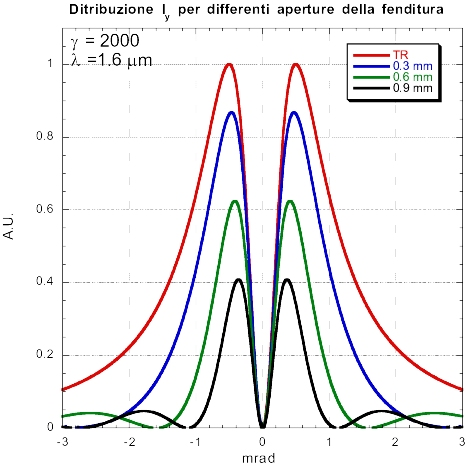 Ditribuzione Iy per differenti aperture della fenditura
γ = 2000
λ =1.6 μm
TR
0.3 mm
0.6 mm
0.9 mm
1
0.8
0.6
0.4
0.2
0
A.U.
-3 -2 -1 0 1 2 3
mrad